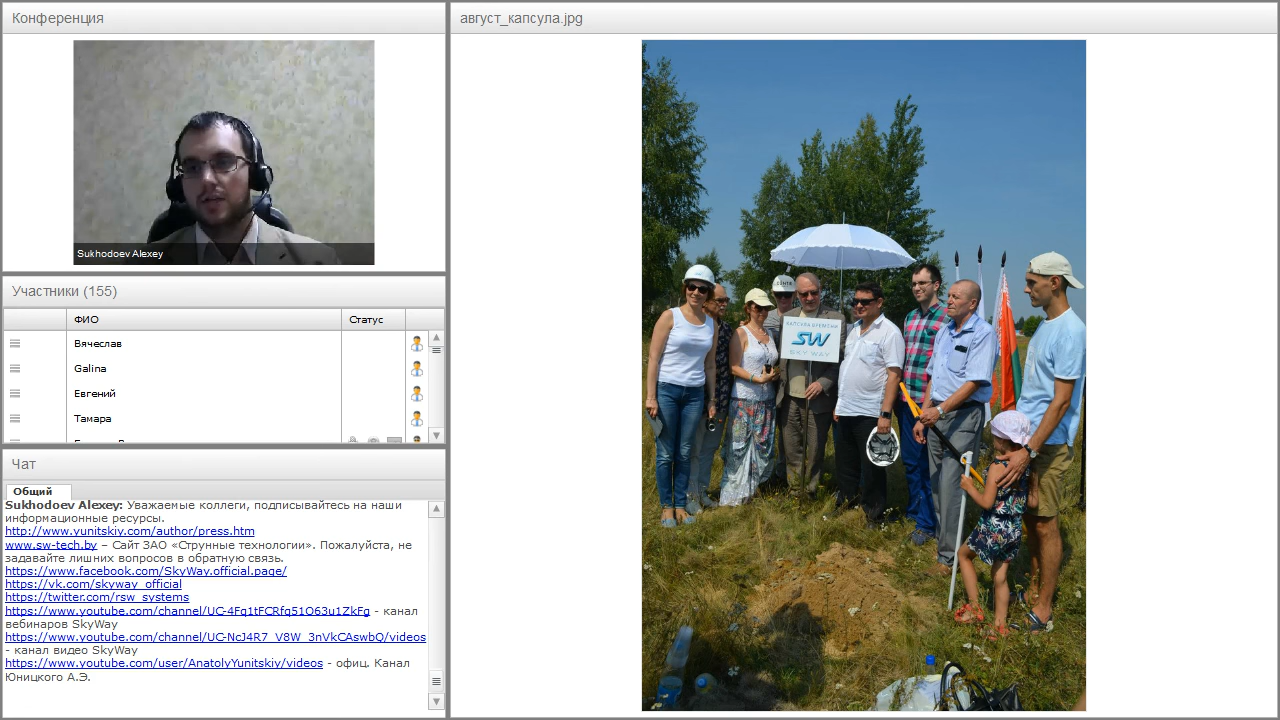 Конференция
Sukhodoev Alexey
Участники (195)
ФИО
Статус
Вячеслав
Galina
Евгений
Тамара
Чат
Общий
Sukhodoev Alexey: Уважаемые коллеги, подписывайтесь на наши
информационные ресурсы.
http://www.yunitskiy.com/author/press.htm
www.sw-tech.by – Сайт ЗАО «Струнные технологии». Пожалуйста, не
задавайте лишних вопросов в обратную связь.
https://www.facebook.com/SkyWay.official.page/
https://vk.com/skyway_official
https://twitter.com/rsw_systems
https://www.youtube.com/channel/UC-4Fq1tFCRfg51O63u1ZkFg - канал
вебинаров SkyWay
https://www.youtube.com/channel/UC-NcJ4R7_V8W_3nVkCAswbQ/videos
- канал видео SkyWay
https://www.youtube.com/user/AnatolyYunitskiy/videos - офиц. Канал
Юницкого А.Э.
август_капсула.jpg
КАПСУЛА ВРЕМЕНИ
SW
SKY WAY